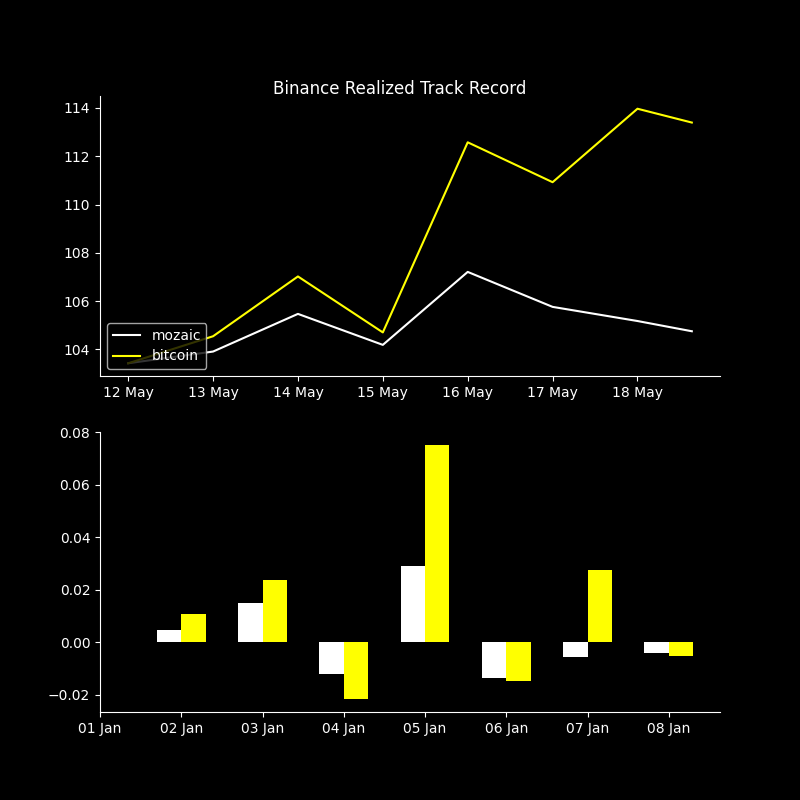 Binance Realized Track Record
114
112
110
108
106
104
mozaic
bitcoin
12 May 13 May 14 May 15 May 16 May 17 May 18 May
0.08
0.06
0.04
0.02
0.00
−0.02
01 Jan 02 Jan 03 Jan 04 Jan 05 Jan 06 Jan 07 Jan 08 Jan